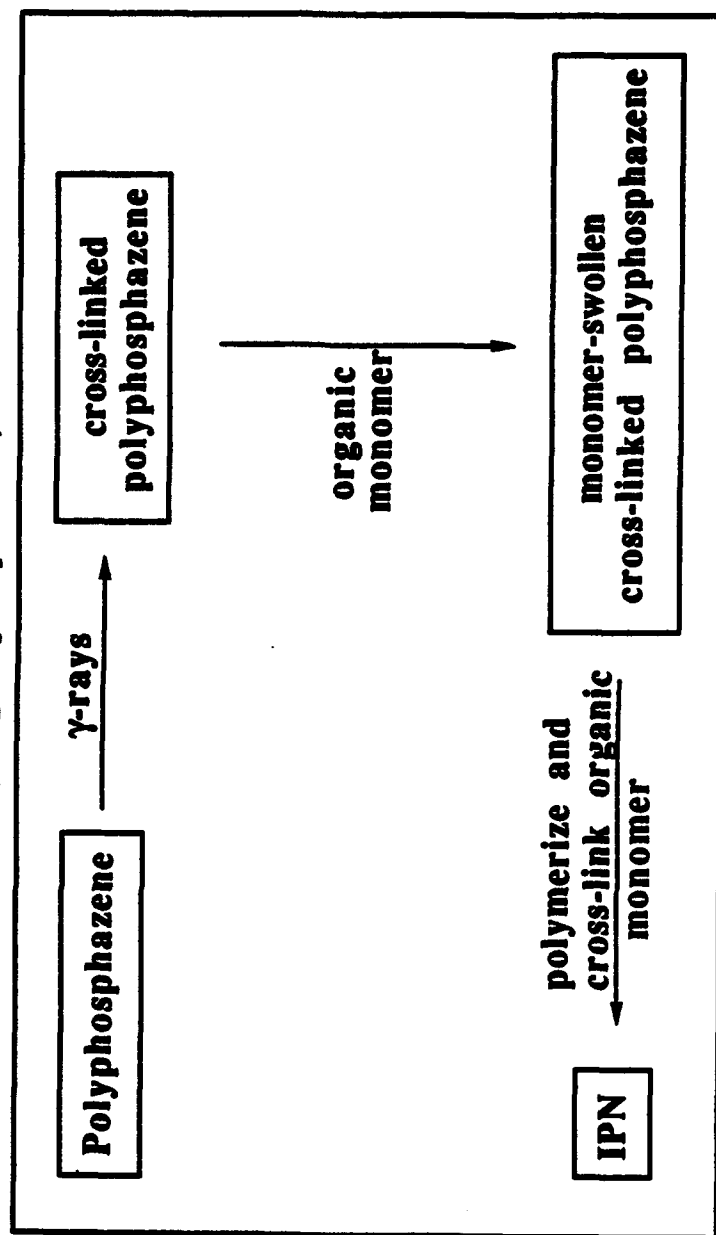 Polyphosphazene
γ-rays
cross-linked
polyphosphazene
organic
monomer
monomer-swollen
cross-linked polyphosphazene
polymerize and
cross-link organic
monomer
IPN